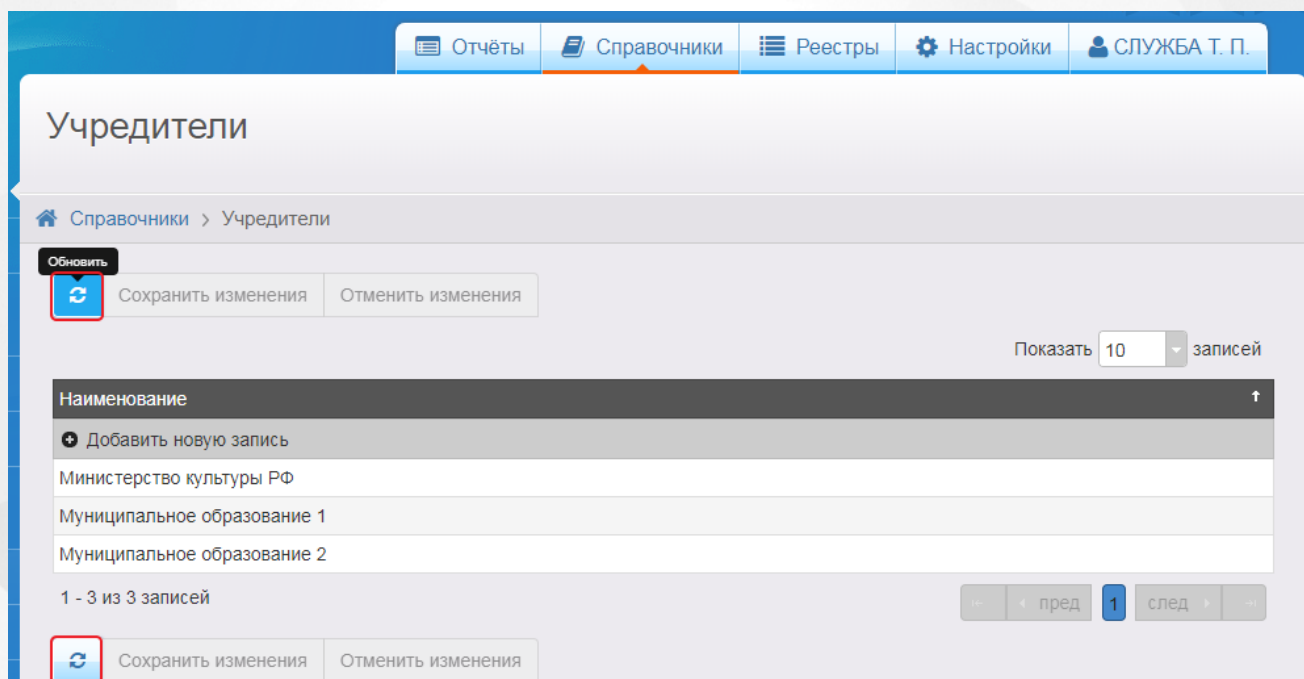 Отчёты Справочники Реестры Настройки СЛУЖБА Т. П.
Учредители
Справочники > Учредители
Обновить
Сохранить изменения Отменить изменения
Показать 10 записей
Наименование ↑
Добавить новую запись
Министерство культуры РФ
Муниципальное образование 1
Муниципальное образование 2
1 - 3 из 3 записей пред 1 след
Сохранить изменения Отменить изменения